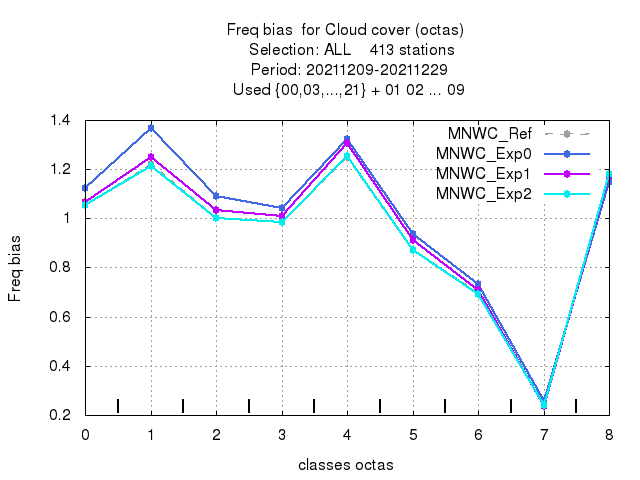 Freq bias  for Cloud cover (octas)
Selection: ALL    413 stations
Period: 20211209-20211229
Used {00,03,...,21} + 01 02 ... 09
MNWC_Ref
MNWC_Exp0
MNWC_Exp1
MNWC_Exp2
1.4
1.2
1
0.8
0.6
0.4
0.2
Freq bias
0 1 2 3 4 5 6 7 8
classes octas